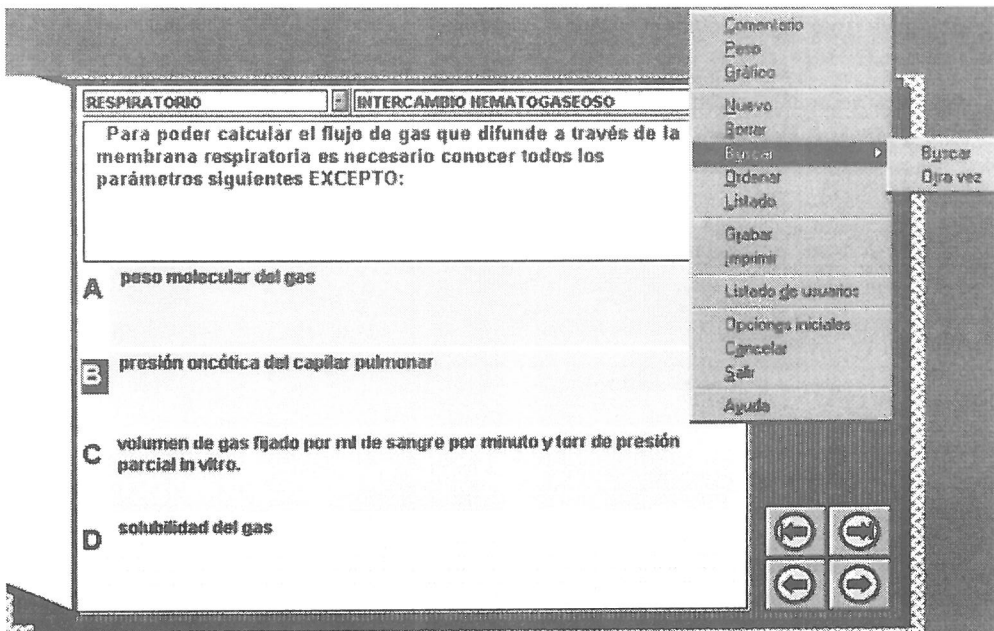 RESPIRATORIO
INTERCAMBIO HEMATOGASEOSO
Para poder calcular el flujo de gas que difunde a través de la
membrana respiratoria es necesario conocer todos los
parámetros siguientes EXCEPTO:
A peso molecular del gas
B presión oncótica del capilar pulmonar
C volumen de gas fijado por ml de sangre por minuto y torr de presión
parcial in vitro.
D solubilidad del gas
Comentario
Peso
Gráfico
Nuevo
Borrar
Buscar
Ordenar
Listado
Grabar
Imprimir
Listado de usuarios
Opciones iniciales
Cancelar
Salir
Ayuda
Buscar
Otra vez